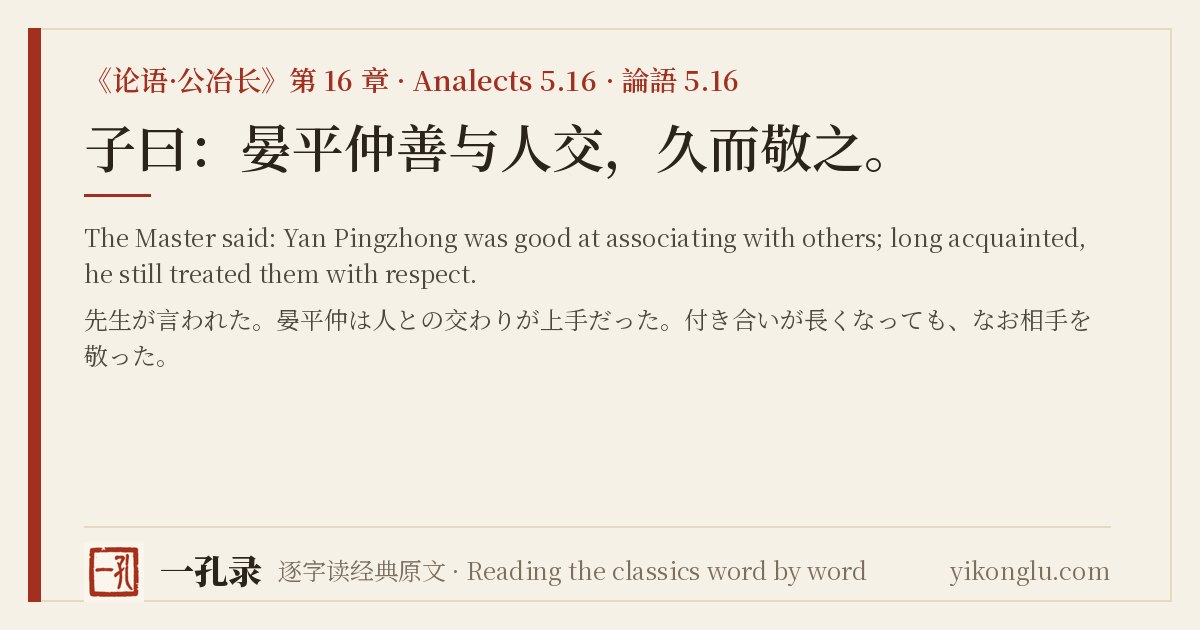 《论语·公冶长》第 16 章 · Analects 5.16 · 論語 5.16
子曰：晏平仲善与人交，久而敬之。
The Master said: Yan Pingzhong was good at associating with others; long acquainted,
he still treated them with respect.
先生が言われた。晏平仲は人との交わりが上手だった。付き合いが長くなっても、なお相手を
敬った。
一孔
一孔录 逐字读经典原文 · Reading the classics word by word yikonglu.com